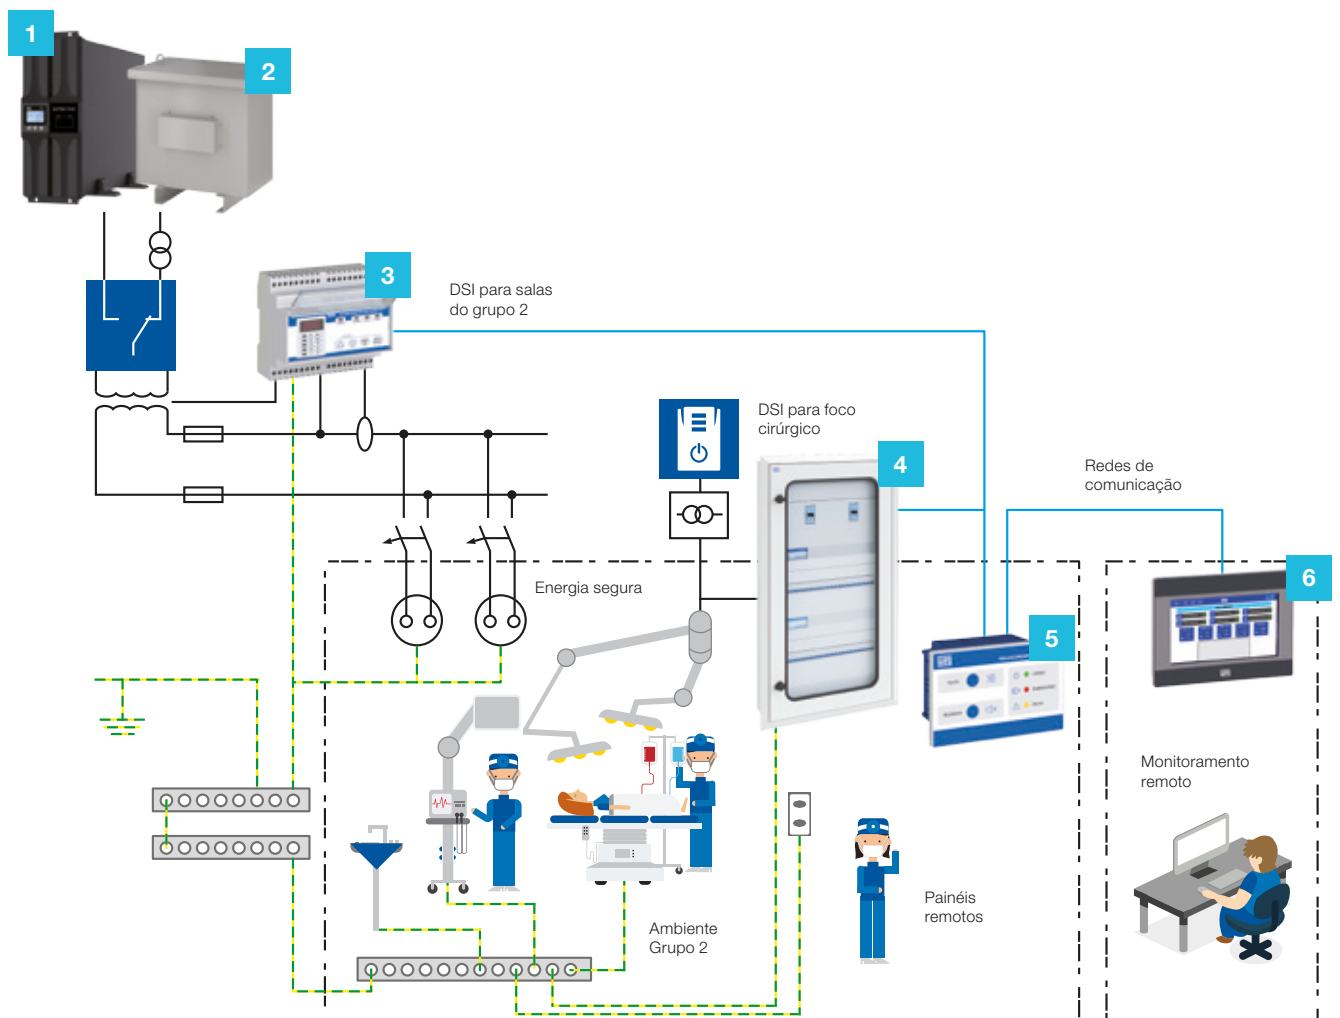 1
2
3
DSI para salas
do grupo 2
DSI para foco
cirúrgico
4
Redes de
comunicação
Energia segura
5
6
Monitoramento
remoto
Painéis
remotos
Ambiente
Grupo 2